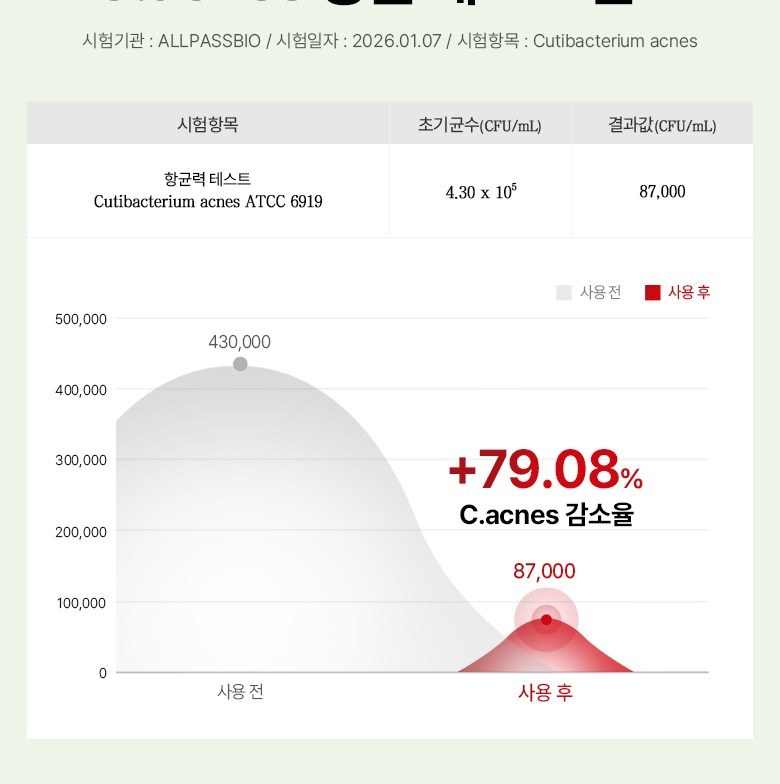 시험기관 : ALLPASSBIO / 시험일자 : 2026.01.07 / 시험항목 : Cutibacterium acnes
시험항목 초기균수(CFU/mL) 결과값(CFU/mL)
항균력 테스트
Cutibacterium acnes ATCC 6919 4.30 x 10⁵ 87,000
사용 전 사용 후
500,000
430,000
400,000
300,000
+79.08%
C.acnes 감소율
200,000
87,000
100,000
0
사용 전 사용 후